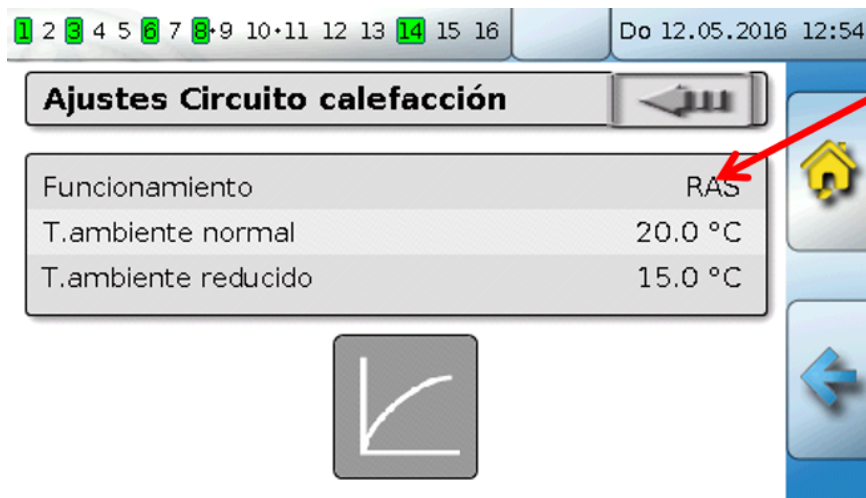 1 2 3 4 5 6 7 8·9 10·11 12 13 14 15 16 Do 12.05.2016 12:54
Ajustes Circuito calefacción
Funcionamiento RAS
T.ambiente normal 20.0 °C
T.ambiente reducido 15.0 °C